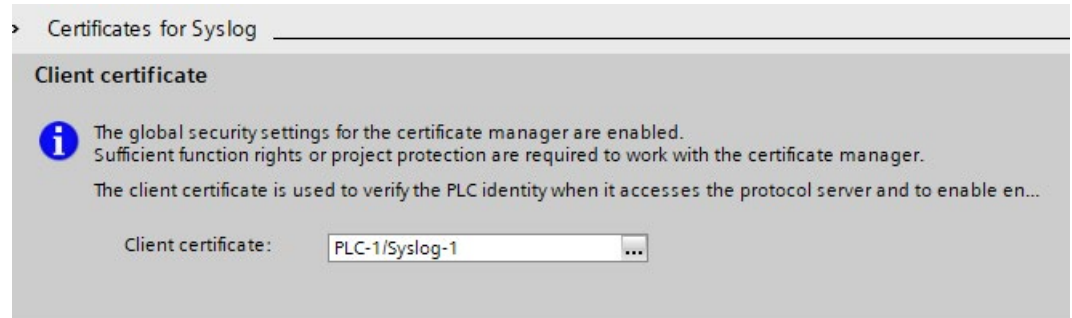 Certificates for Syslog
Client certificate
The global security settings for the certificate manager are enabled.
Sufficient function rights or project protection are required to work with the certificate manager.
The client certificate is used to verify the PLC identity when it accesses the protocol server and to enable en...
Client certificate: PLC-1/Syslog-1 ...